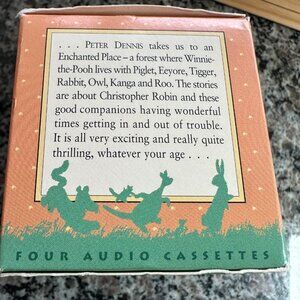 . . . PETER DENNIS takes us to an
Enchanted Place – a forest where Winnie-
the-Pooh lives with Piglet, Eeyore, Tigger,
Rabbit, Owl, Kanga and Roo. The stories
are about Christopher Robin and these
good companions having wonderful
times getting in and out of trouble.
It is all very exciting and really quite
thrilling, whatever your age . . .
FOUR AUDIO CASSETTES